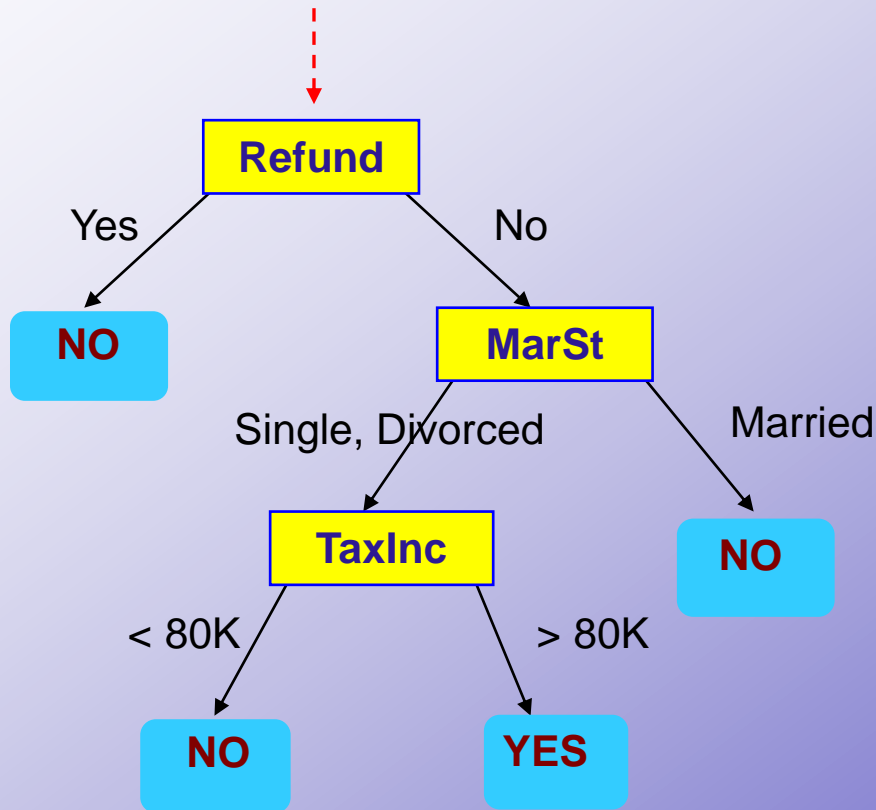 Refund
Yes
No
NO
MarSt
Single, Divorced
Married
TaxInc
NO
< 80K
> 80K
NO
YES